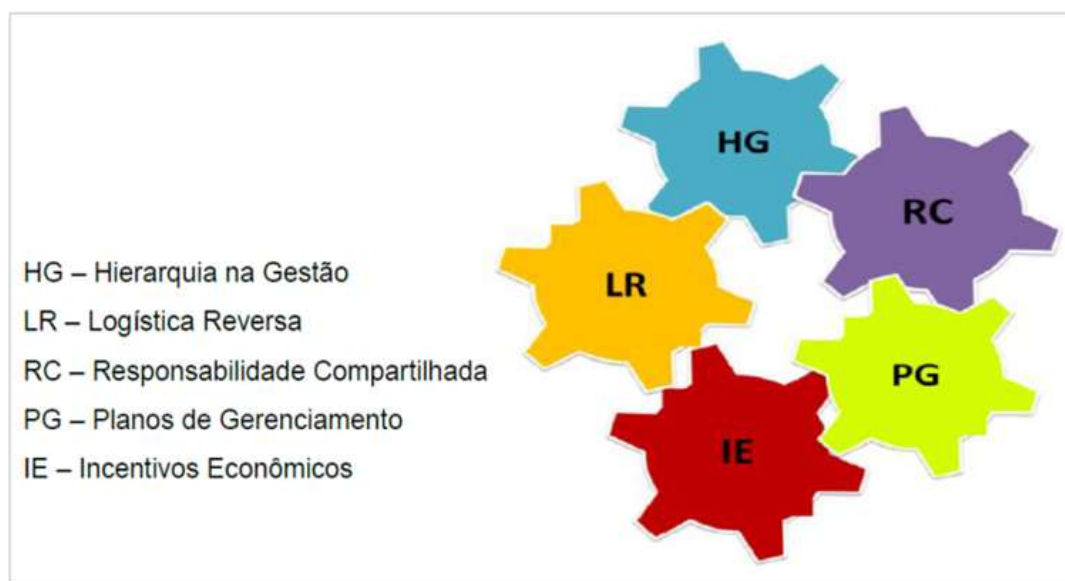 HG – Hierarquia na Gestão
LR – Logística Reversa
RC – Responsabilidade Compartilhada
PG – Planos de Gerenciamento
IE – Incentivos Econômicos
HG
RC
LR
PG
IE